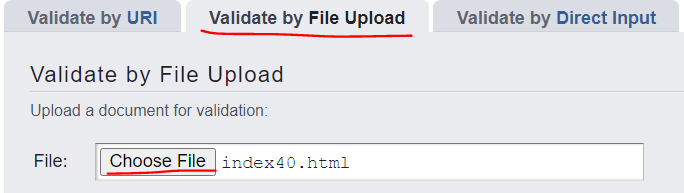 Validate by URI Validate by File Upload Validate by Direct Input
Validate by File Upload
Upload a document for validation:
File: Choose File index40.html